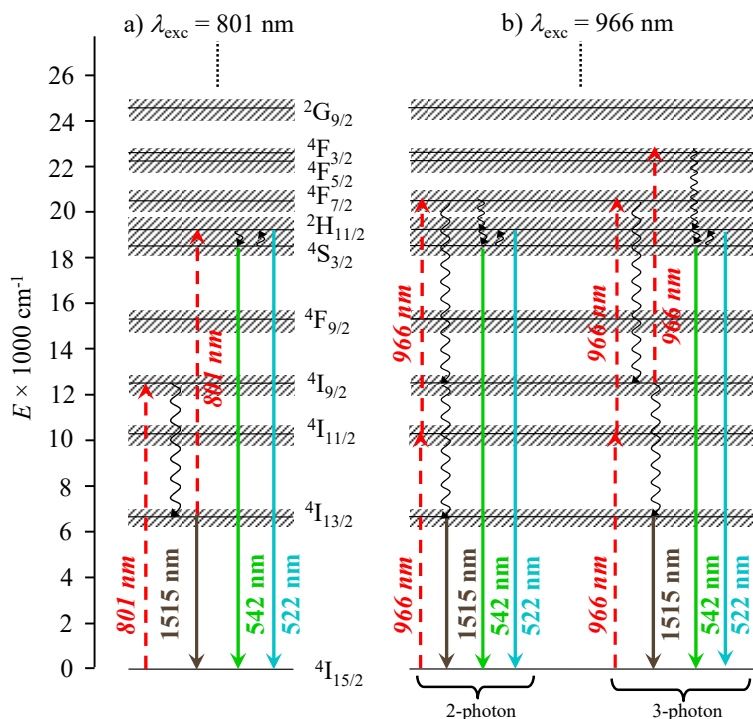 a) λexc = 801 nm
b) λexc = 966 nm
E × 1000 cm-1
26
24
22
20
18
16
14
12
10
8
6
4
2
0
2G9/2
4F3/2
4F5/2
4F7/2
2H11/2
4S3/2
4F9/2
4I9/2
4I11/2
4I13/2
4I15/2
801 nm
1515 nm
801 nm
542 nm
522 nm
966 nm
966 nm
1515 nm
542 nm
522 nm
966 nm
966 nm
966 nm
1515 nm
542 nm
522 nm
2-photon
3-photon